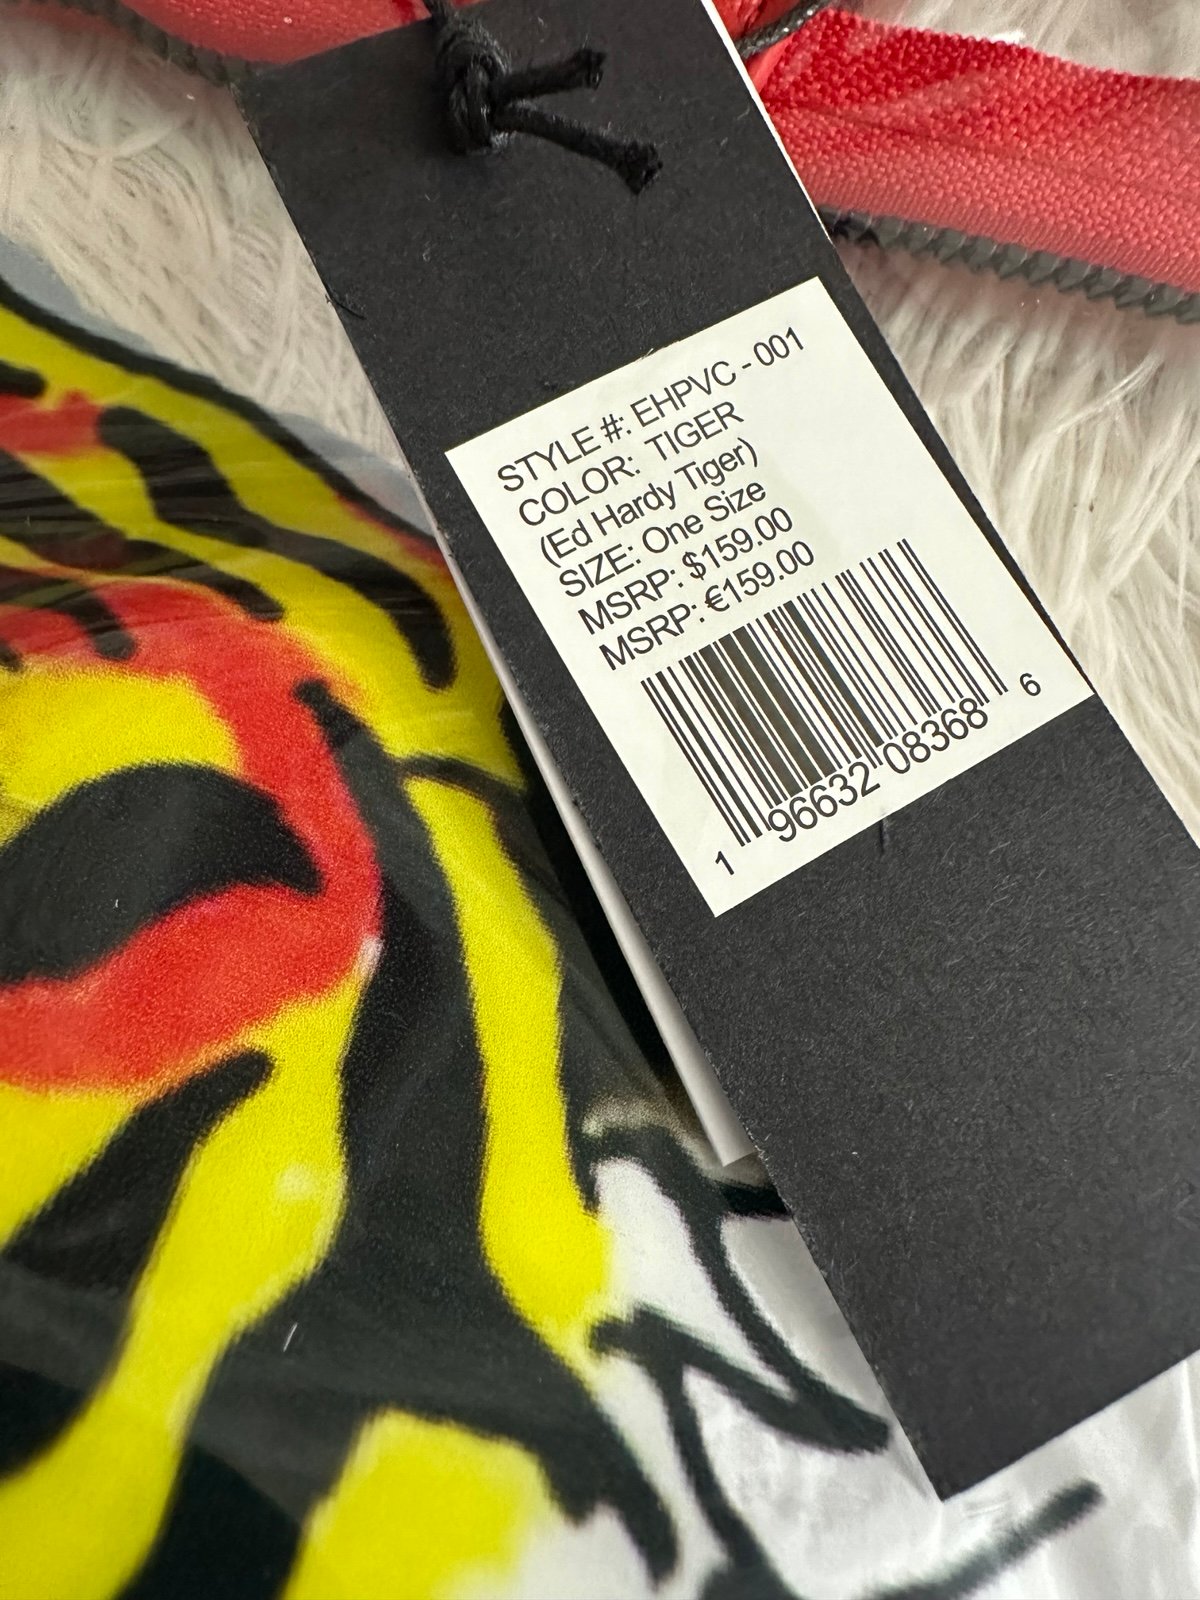 STYLE #: EHPVC - 001
COLOR: TIGER
(Ed Hardy Tiger)
SIZE: One Size
MSRP: $159.00
MSRP: €159.00
1 96632 08368 6